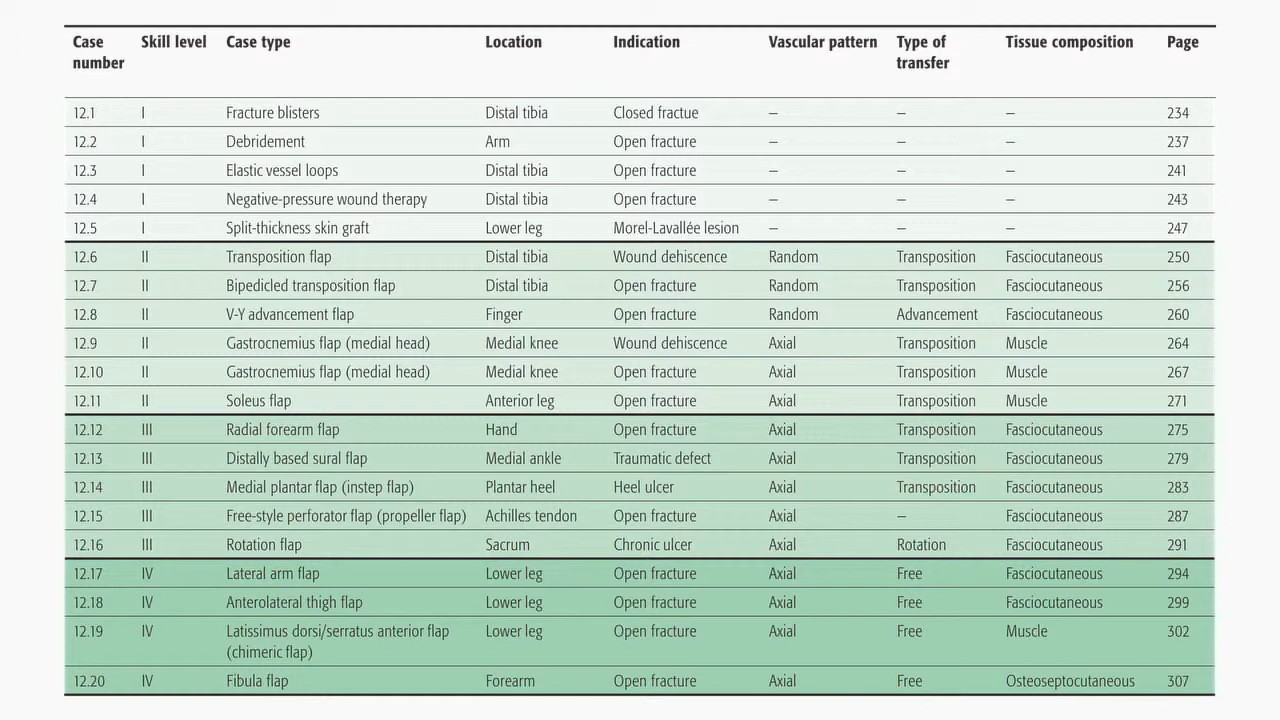 Case number Skill level Case type Location Indication Vascular pattern Type of transfer Tissue composition Page
12.1 I Fracture blisters Distal tibia Closed fractue – – – 234
12.2 I Debridement Arm Open fracture – – – 237
12.3 I Elastic vessel loops Distal tibia Open fracture – – – 241
12.4 I Negative-pressure wound therapy Distal tibia Open fracture – – – 243
12.5 I Split-thickness skin graft Lower leg Morel-Lavallée lesion – – – 247
12.6 II Transposition flap Distal tibia Wound dehiscence Random Transposition Fasciocutaneous 250
12.7 II Bipedicled transposition flap Distal tibia Open fracture Random Transposition Fasciocutaneous 256
12.8 II V-Y advancement flap Finger Open fracture Random Advancement Fasciocutaneous 260
12.9 II Gastrocnemius flap (medial head) Medial knee Wound dehiscence Axial Transposition Muscle 264
12.10 II Gastrocnemius flap (medial head) Medial knee Open fracture Axial Transposition Muscle 267
12.11 II Soleus flap Anterior leg Open fracture Axial Transposition Muscle 271
12.12 III Radial forearm flap Hand Open fracture Axial Transposition Fasciocutaneous 275
12.13 III Distally based sural flap Medial ankle Traumatic defect Axial Transposition Fasciocutaneous 279
12.14 III Medial plantar flap (instep flap) Plantar heel Heel ulcer Axial Transposition Fasciocutaneous 283
12.15 III Free-style perforator flap (propeller flap) Achilles tendon Open fracture Axial – Fasciocutaneous 287
12.16 III Rotation flap Sacrum Chronic ulcer Axial Rotation Fasciocutaneous 291
12.17 IV Lateral arm flap Lower leg Open fracture Axial Free Fasciocutaneous 294
12.18 IV Anterolateral thigh flap Lower leg Open fracture Axial Free Fasciocutaneous 299
12.19 IV Latissimus dorsi/serratus anterior flap Lower leg Open fracture Axial Free Muscle 302
(chimeric flap)
12.20 IV Fibula flap Forearm Open fracture Axial Free Osteoseptocutaneous 307